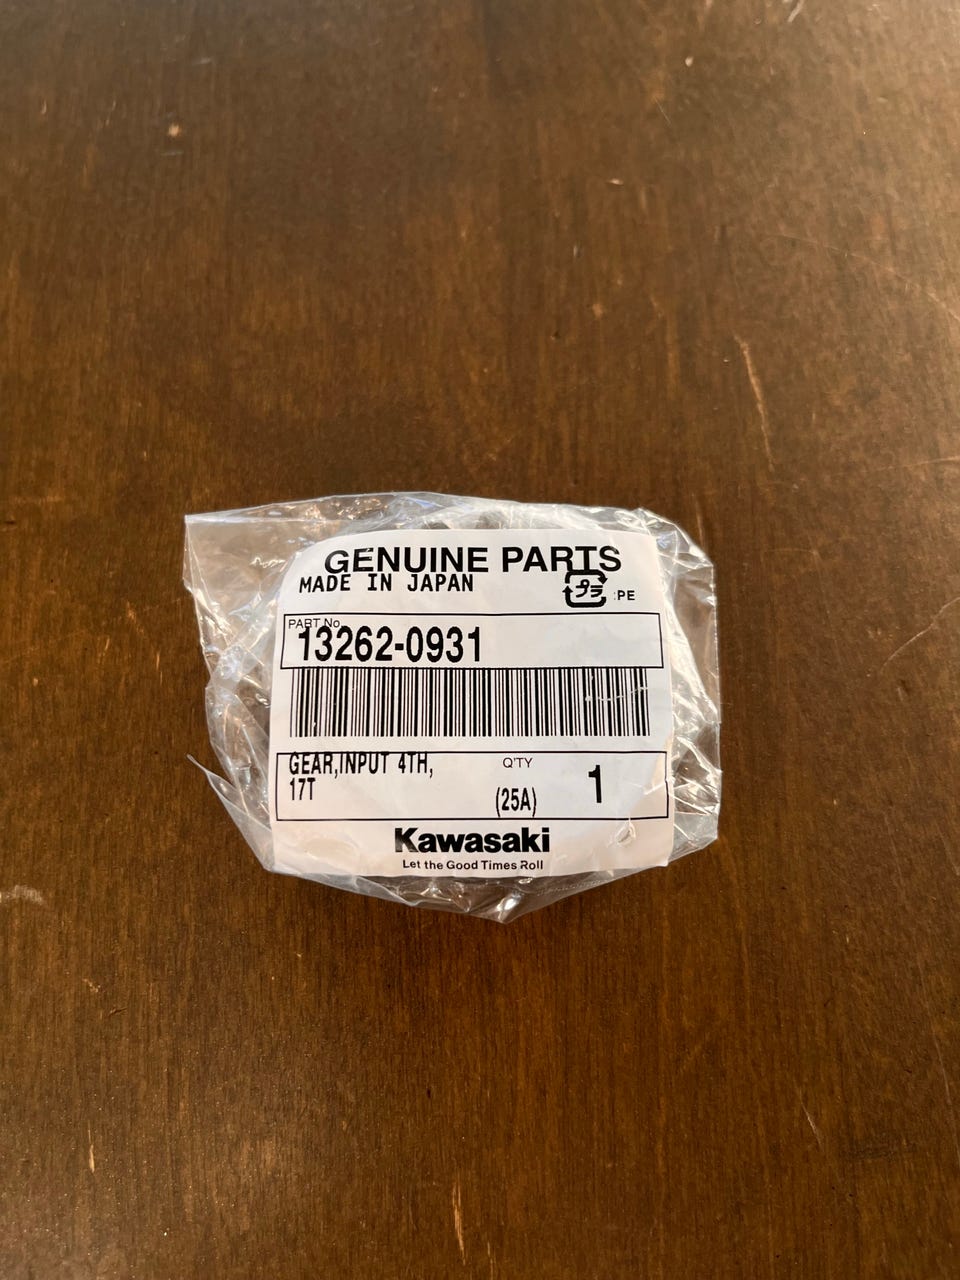 GENUINE PARTS
MADE IN JAPAN
プラ :PE
PART No
13262-0931
GEAR,INPUT 4TH,
17T
Q'TY
(25A) 1
Kawasaki
Let the Good Times Roll